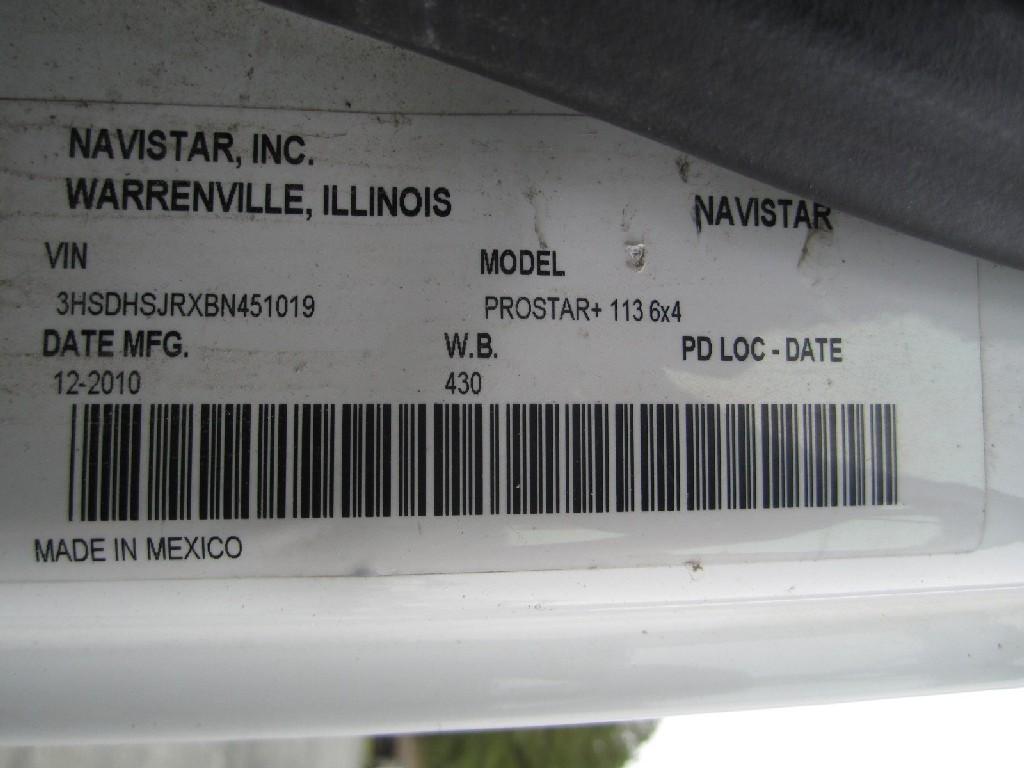 NAVISTAR, INC.
WARRENVILLE, ILLINOIS
NAVISTAR
VIN
MODEL
3HSDHSJRXBN451019
PROSTAR+ 113 6x4
DATE MFG.
W.B.
PD LOC - DATE
12-2010
430
MADE IN MEXICO